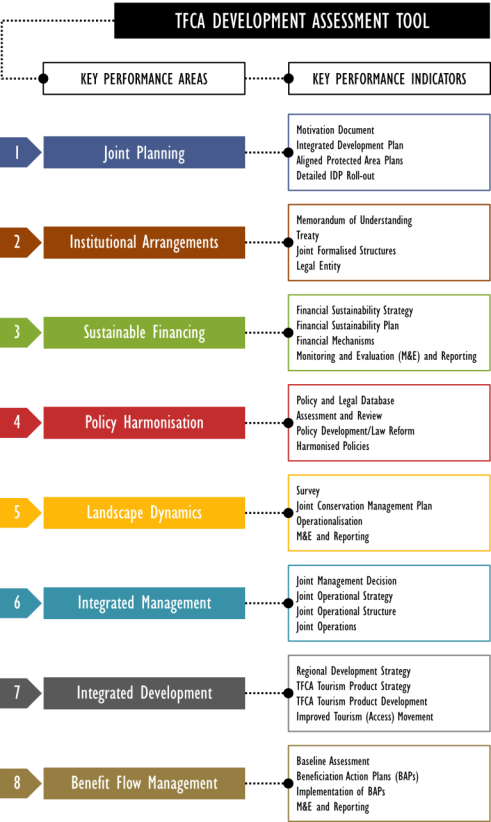 TFCA DEVELOPMENT ASSESSMENT TOOL
KEY PERFORMANCE AREAS
KEY PERFORMANCE INDICATORS
1
Joint Planning
Motivation Document
Integrated Development Plan
Aligned Protected Area Plans
Detailed IDP Roll-out
2
Institutional Arrangements
Memorandum of Understanding
Treaty
Joint Formalised Structures
Legal Entity
3
Sustainable Financing
Financial Sustainability Strategy
Financial Sustainability Plan
Financial Mechanisms
Monitoring and Evaluation (M&E) and Reporting
4
Policy Harmonisation
Policy and Legal Database
Assessment and Review
Policy Development/Law Reform
Harmonised Policies
5
Landscape Dynamics
Survey
Joint Conservation Management Plan
Operationalisation
M&E and Reporting
6
Integrated Management
Joint Management Decision
Joint Operational Strategy
Joint Operational Structure
Joint Operations
7
Integrated Development
Regional Development Strategy
TFCA Tourism Product Strategy
TFCA Tourism Product Development
Improved Tourism (Access) Movement
8
Benefit Flow Management
Baseline Assessment
Beneficiation Action Plans (BAPs)
Implementation of BAPs
M&E and Reporting